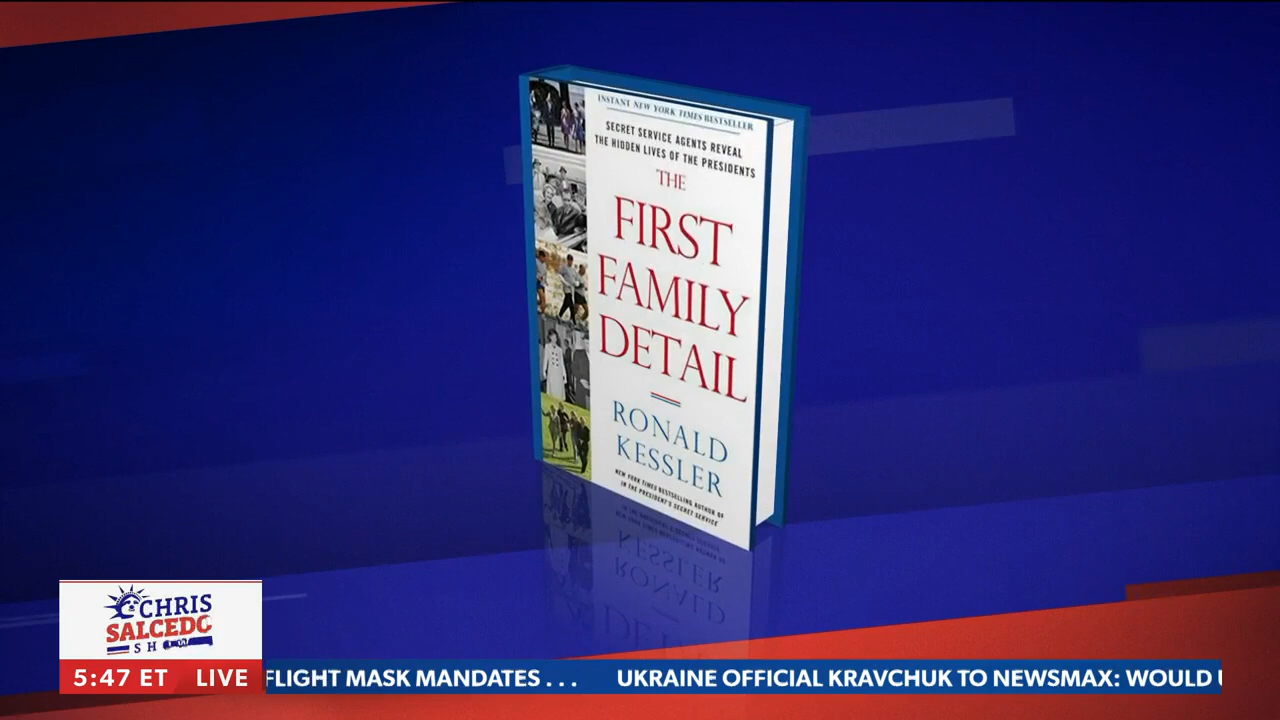 INSTANT NEW YORK TIMES BESTSELLER
SECRET SERVICE AGENTS REVEAL
THE HIDDEN LIVES OF THE PRESIDENTS
THE
FIRST
FAMILY
DETAIL
RONALD
KESSLER
NEW YORK TIMES BESTSELLING AUTHOR OF
IN THE PRESIDENT'S SECRET SERVICE
CHRIS
SALCEDO
SHOW
5:47 ET LIVE
FLIGHT MASK MANDATES . . . UKRAINE OFFICIAL KRAVCHUK TO NEWSMAX: WOULD